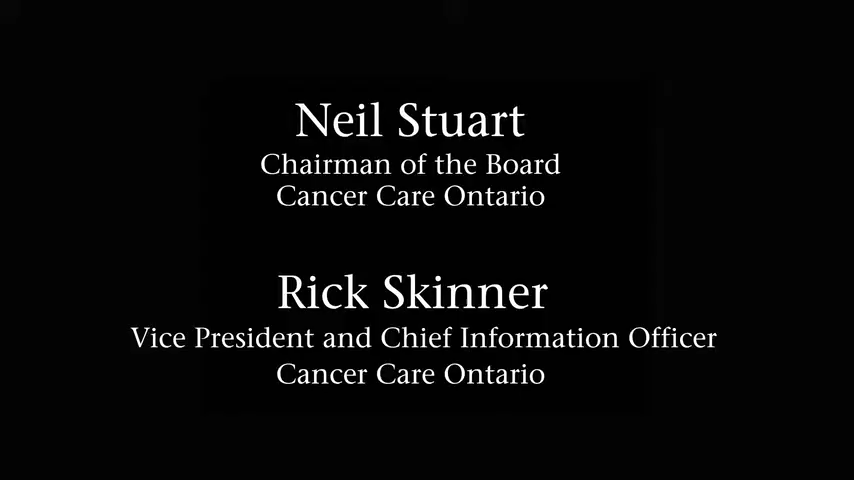 Neil Stuart
Chairman of the Board
Cancer Care Ontario
Rick Skinner
Vice President and Chief Information Officer
Cancer Care Ontario